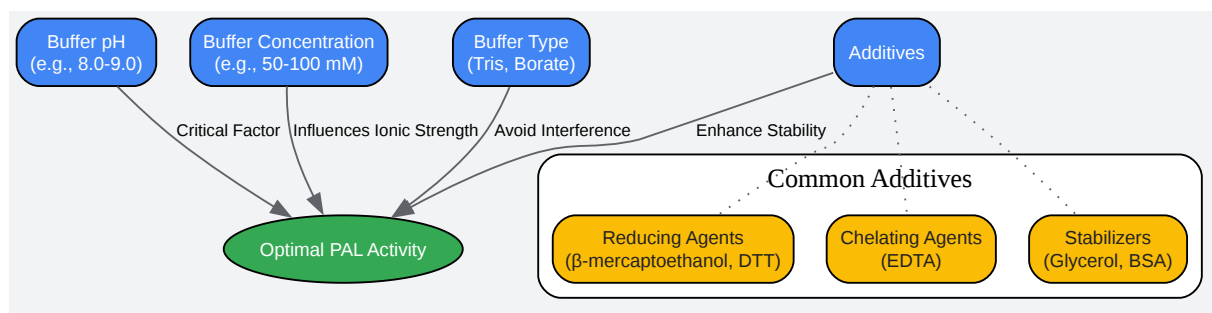 Buffer pH
(e.g., 8.0-9.0)
Buffer Concentration
(e.g., 50-100 mM)
Buffer Type
(Tris, Borate)
Additives
Critical Factor
Influences Ionic Strength
Avoid Interference
Enhance Stability
Common Additives
Optimal PAL Activity
Reducing Agents
(β-mercaptoethanol, DTT)
Chelating Agents
(EDTA)
Stabilizers
(Glycerol, BSA)